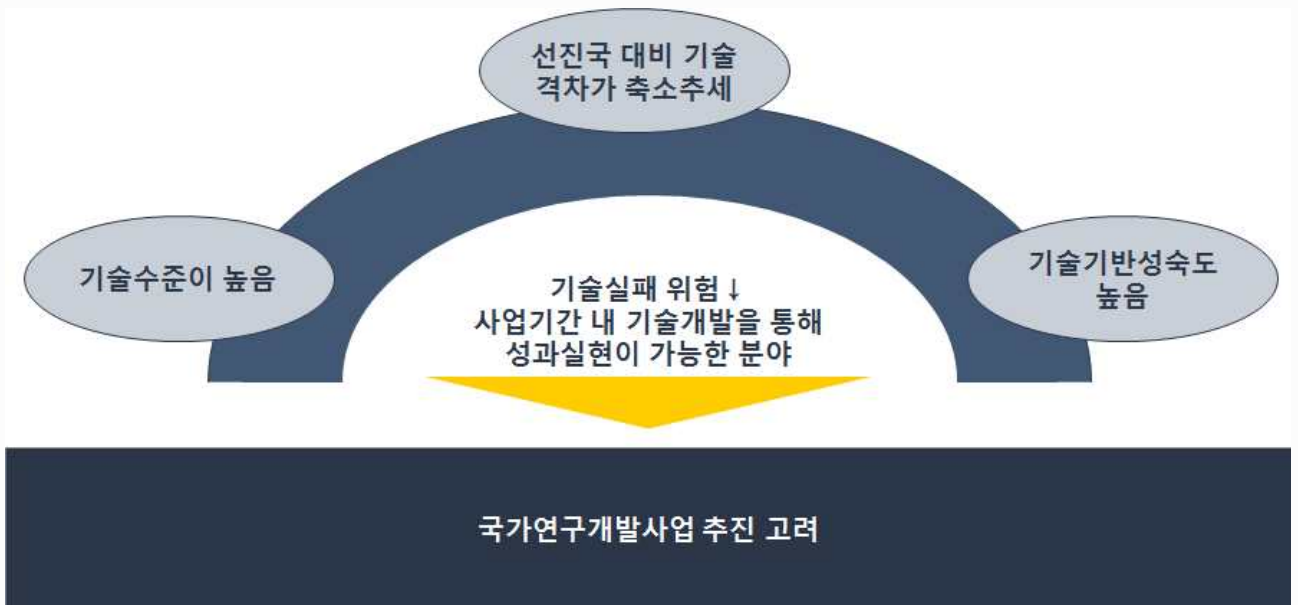 선진국 대비 기술
격차가 축소추세
기술수준이 높음
기술기반성숙도
높음
기술실패 위험↓
사업기간 내 기술개발을 통해
성과실현이 가능한 분야
국가연구개발사업 추진 고려